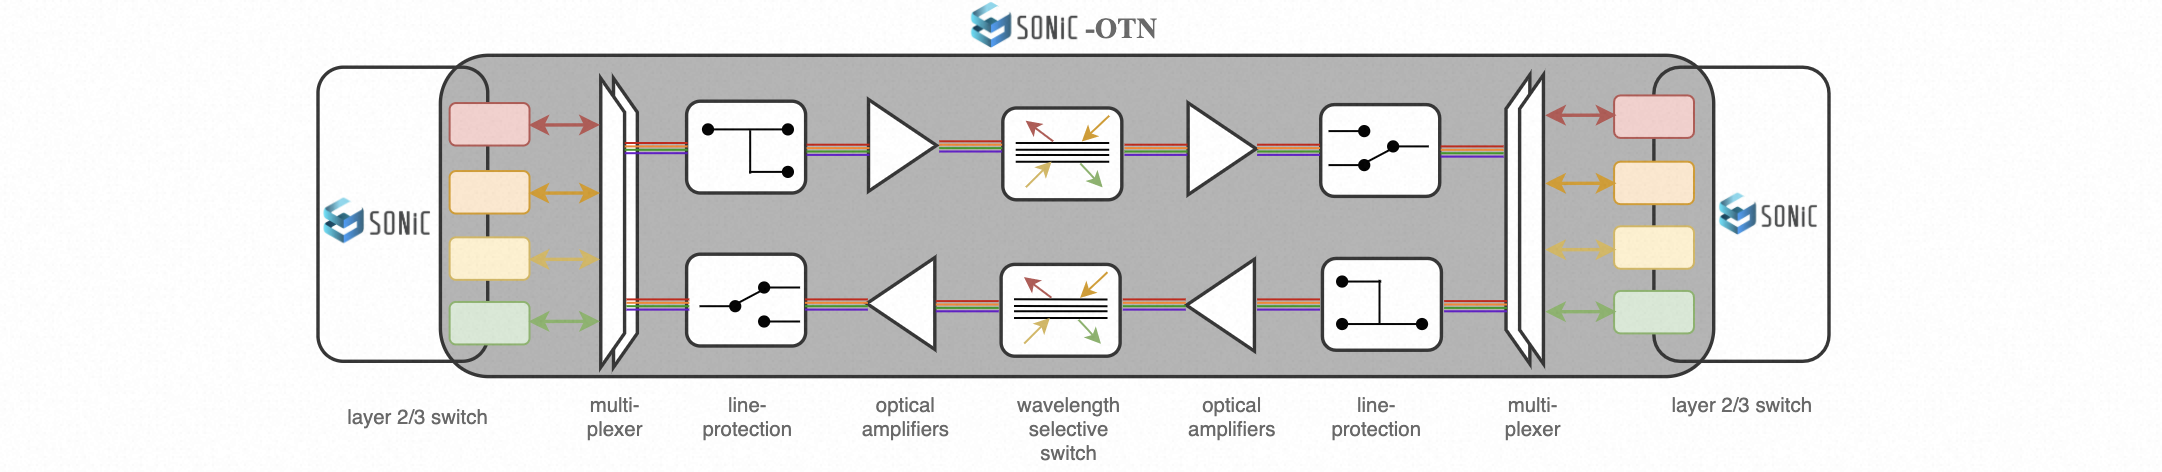 SONiC -OTN
SONiC
SONiC
layer 2/3 switch
multi-
plexer
line-
protection
optical
amplifiers
wavelength
selective
switch
optical
amplifiers
line-
protection
multi-
plexer
layer 2/3 switch